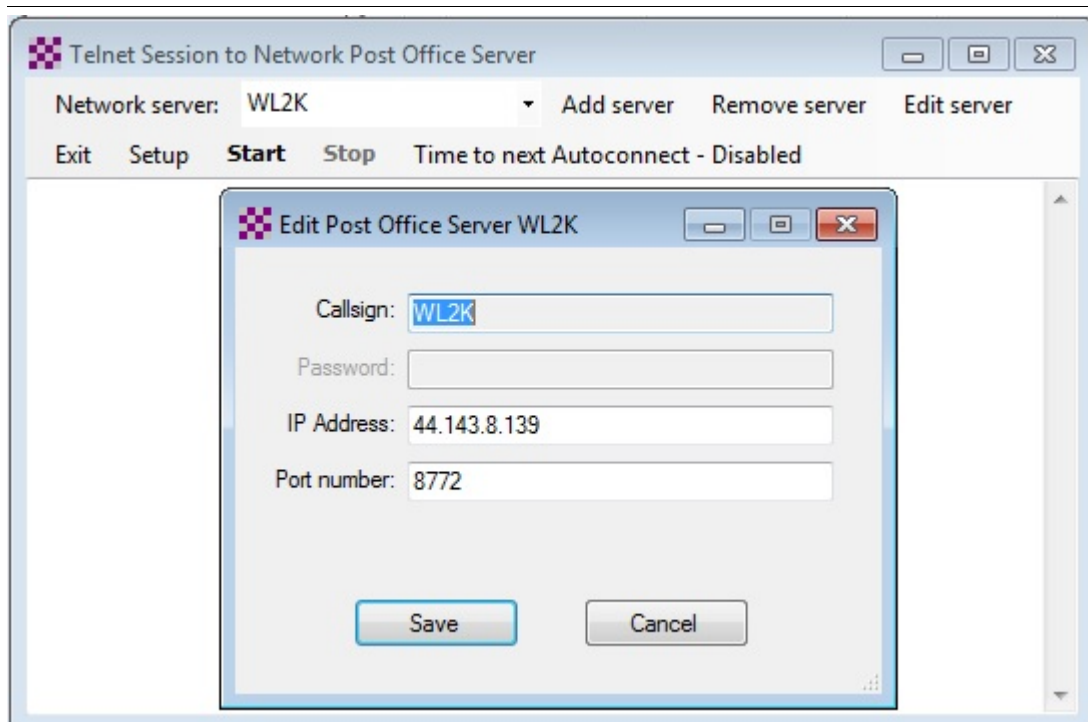 Telnet Session to Network Post Office Server
Network server: WL2K Add server Remove server Edit server
Exit Setup Start Stop Time to next Autoconnect - Disabled
Edit Post Office Server WL2K
Callsign: WL2K
Password:
IP Address: 44.143.8.139
Port number: 8772
Save Cancel